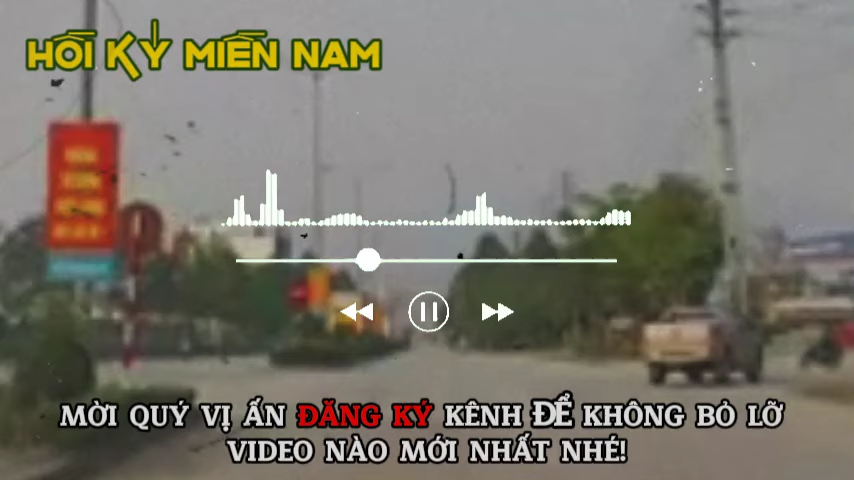 HỒI KÝ MIỀN NAM
MỜI QUÝ VỊ ẤN ĐĂNG KÝ KÊNH ĐỂ KHÔNG BỎ LỠ
VIDEO NÀO MỚI NHẤT NHÉ!